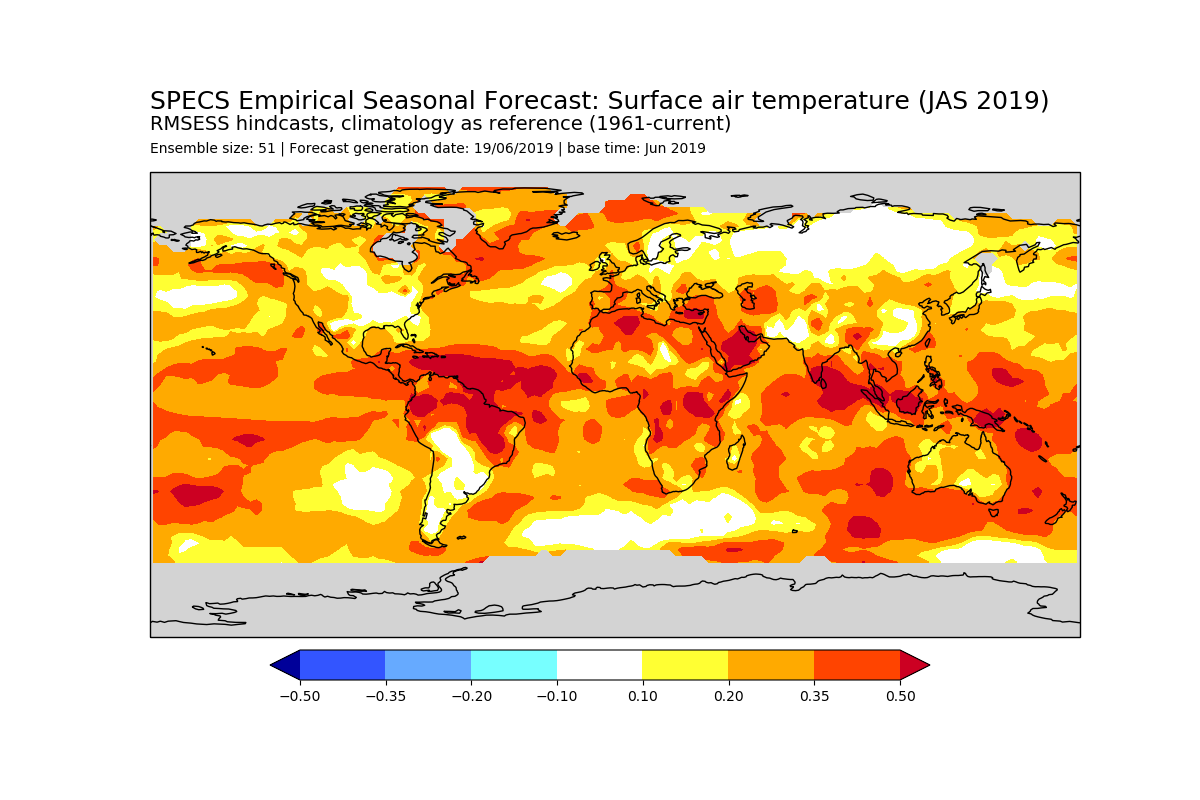 SPECS Empirical Seasonal Forecast: Surface air temperature (JAS 2019)
RMSESS hindcasts, climatology as reference (1961-current)
Ensemble size: 51 | Forecast generation date: 19/06/2019 | base time: Jun 2019
−0.50 −0.35 −0.20 −0.10 0.10 0.20 0.35 0.50